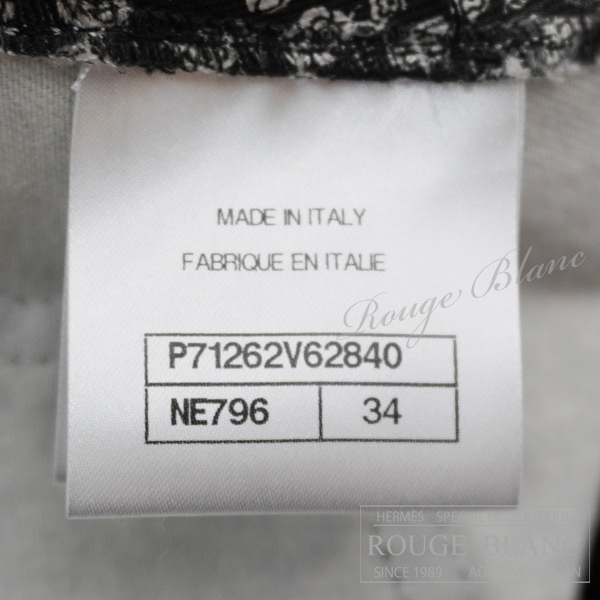 MADE IN ITALY
FABRIQUE EN ITALIE
Rouge Blanc
P71262V62840
NE796 34
HERMÈS
ROUGE BLANC
SINCE 1989